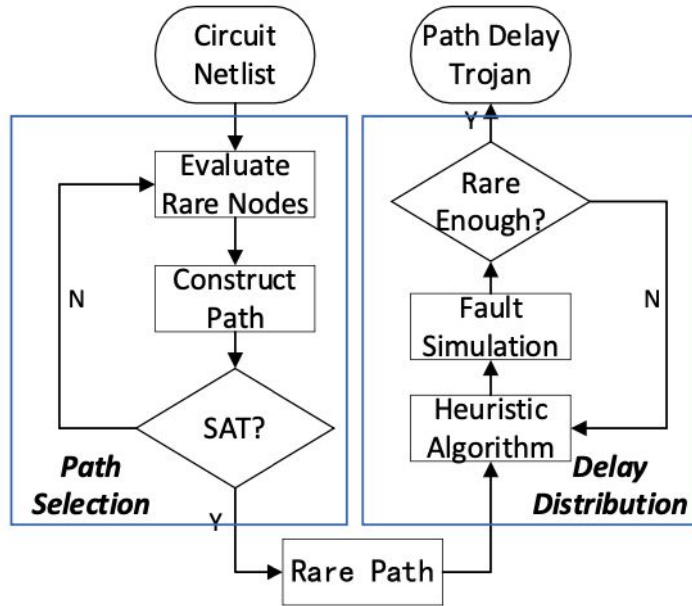 Circuit
Netlist
Evaluate
Rare Nodes
Construct
Path
N
SAT?
Path
Selection
Y
Rare Path
Path Delay
Trojan
Y
Rare
Enough?
N
Fault
Simulation
Heuristic
Algorithm
Delay
Distribution